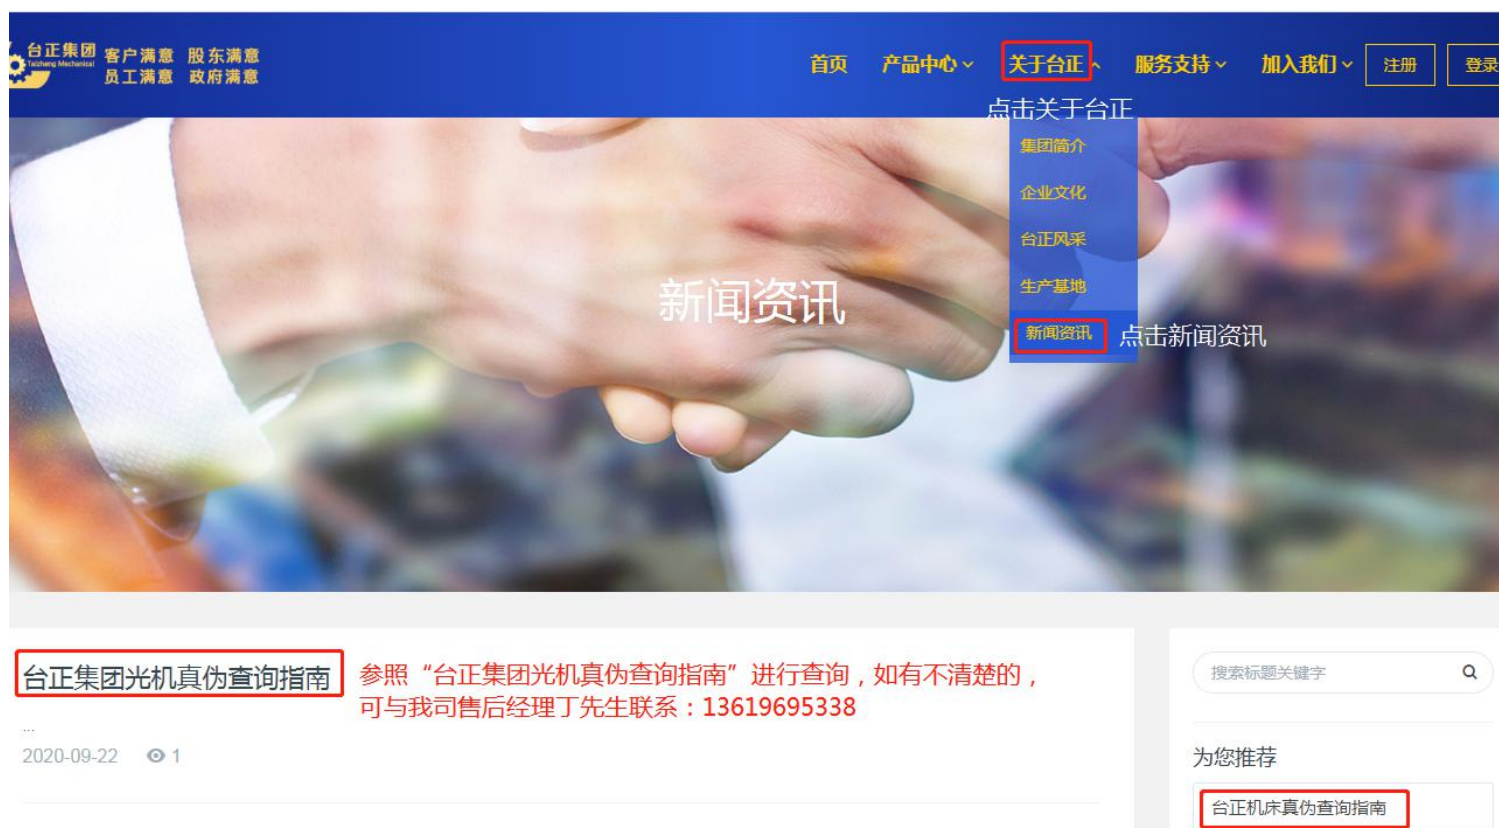 台正集团
Taizheng Mechanical
客户满意 股东满意
员工满意 政府满意
首页 产品中心 关于台正 服务支持 加入我们 注册 登录
点击关于台正
集团简介
企业文化
台正风采
生产基地
新闻资讯 点击新闻资讯
新闻资讯
台正集团光机真伪查询指南
参照“台正集团光机真伪查询指南”进行查询，如有不清楚的，
可与我司售后经理丁先生联系：13619695338
...
2020-09-22 1
搜索标题关键字
为您推荐
台正机床真伪查询指南